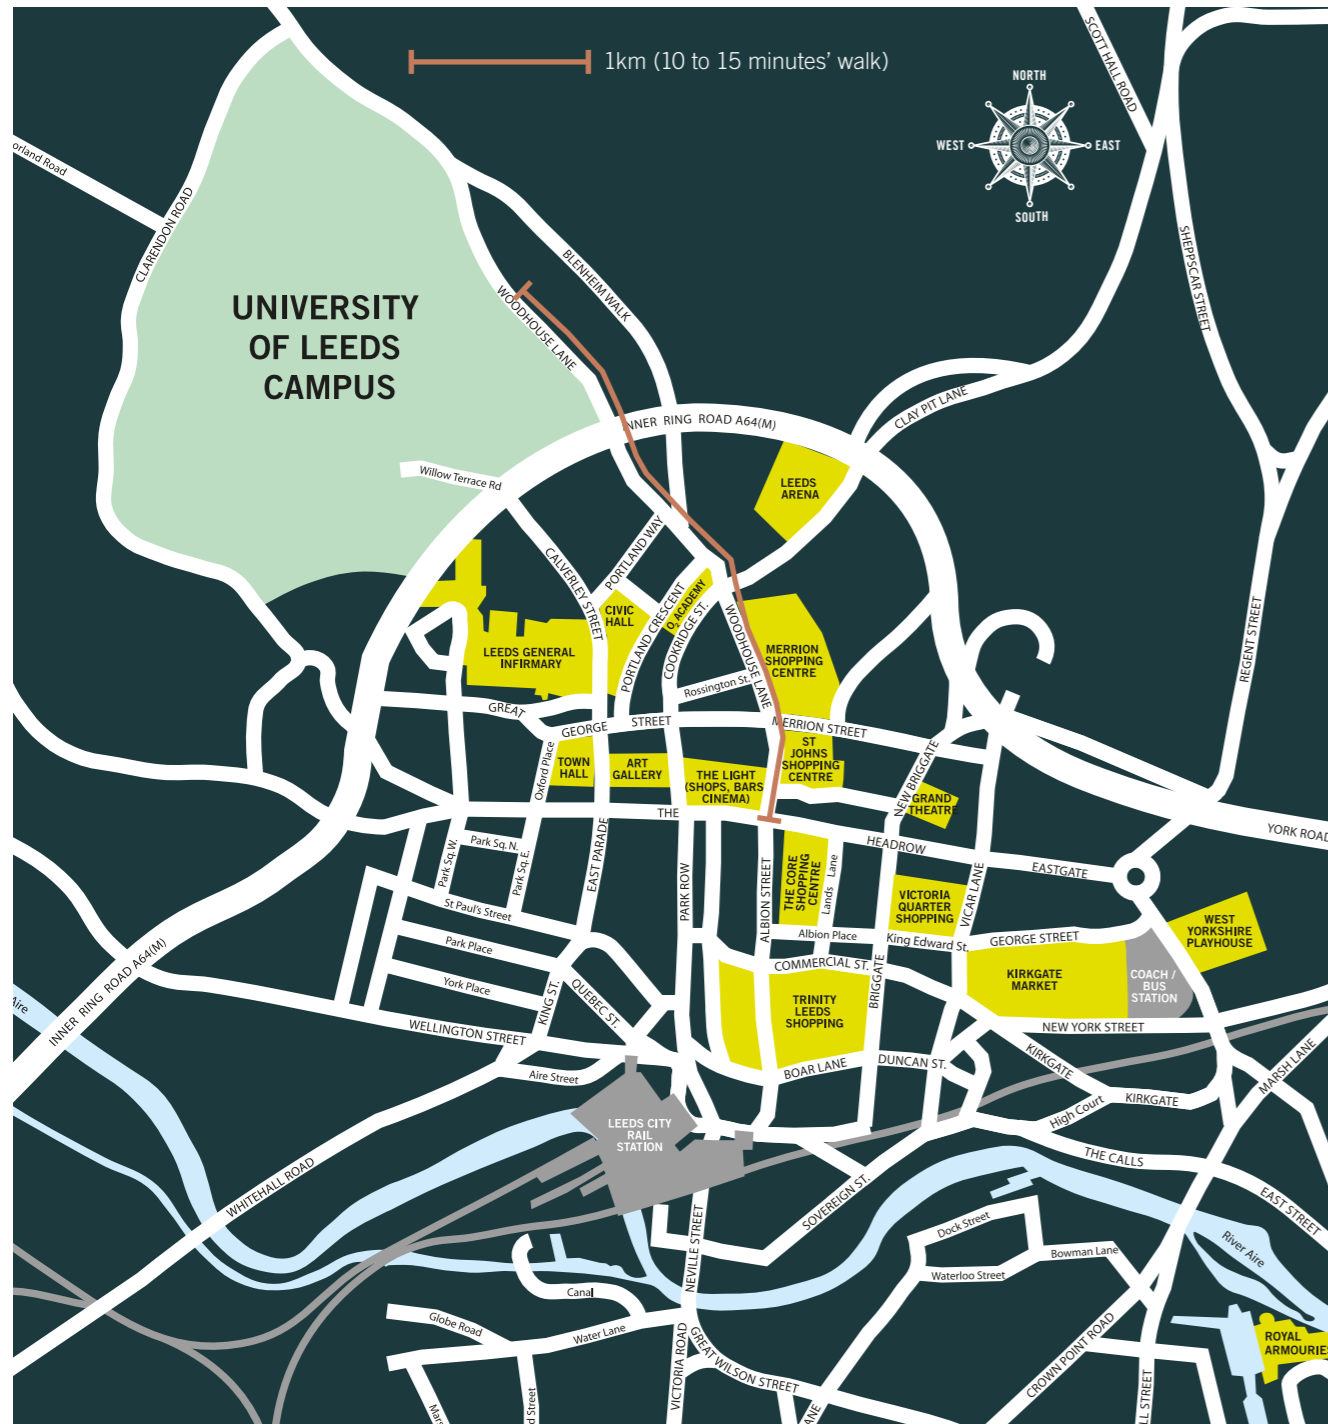 1km (10 to 15 minutes' walk)
SCOTT HALL ROAD
NORTH
WEST
EAST
SOUTH
orland Road
CLARENDON ROAD
SHEPPSCAR STREET
BLENHEIM WALK
WOODHOUSE LANE
UNIVERSITY
OF LEEDS
CAMPUS
INNER RING ROAD A64(M)
CLAY PIT LANE
Willow Terrace Rd
LEEDS
ARENA
PORTLAND WAY
CALVERLEY STREET
PORTLAND CRESCENT
O2 ACADEMY
COOKRIDGE ST.
CIVIC
HALL
WOODHOUSE LANE
MERRION
SHOPPING
CENTRE
LEEDS GENERAL
INFIRMARY
REGENT STREET
Rossington St.
GREAT
GEORGE
STREET
MERRION STREET
Oxford Place
TOWN
HALL
ART
GALLERY
THE LIGHT
(SHOPS, BARS
CINEMA)
ST
JOHNS
SHOPPING
CENTRE
NEW BRIGGATE
GRAND
THEATRE
THE
HEADROW
EASTGATE
YORK ROAD
Park Sq. N.
Park Sq. W.
Park Sq. E.
EAST PARADE
PARK ROW
ALBION STREET
THE CORE
SHOPPING
CENTRE
Lands Lane
VICTORIA
QUARTER
SHOPPING
VICAR LANE
St Paul's Street
Albion Place
King Edward St.
GEORGE STREET
WEST
YORKSHIRE
PLAYHOUSE
Park Place
York Place
KING ST.
QUEBEC ST.
COMMERCIAL ST.
BRIGGATE
TRINITY
LEEDS
SHOPPING
KIRKGATE
MARKET
COACH /
BUS
STATION
INNER RING ROAD A64(M)
Aire
WELLINGTON STREET
NEW YORK STREET
Aire Street
BOAR LANE
DUNCAN ST.
KIRKGATE
KIRKGATE
MARSH LANE
High Court
LEEDS CITY
RAIL
STATION
THE CALLS
WHITEHALL ROAD
SOVEREIGN ST.
EAST STREET
NEVILLE STREET
Dock Street
Bowman Lane
River Aire
Waterloo Street
Canal
Globe Road
Water Lane
VICTORIA ROAD
GREAT WILSON STREET
CROWN POINT ROAD
ROYAL
ARMOURIES
Mars
d Street
ANE
LL STREET